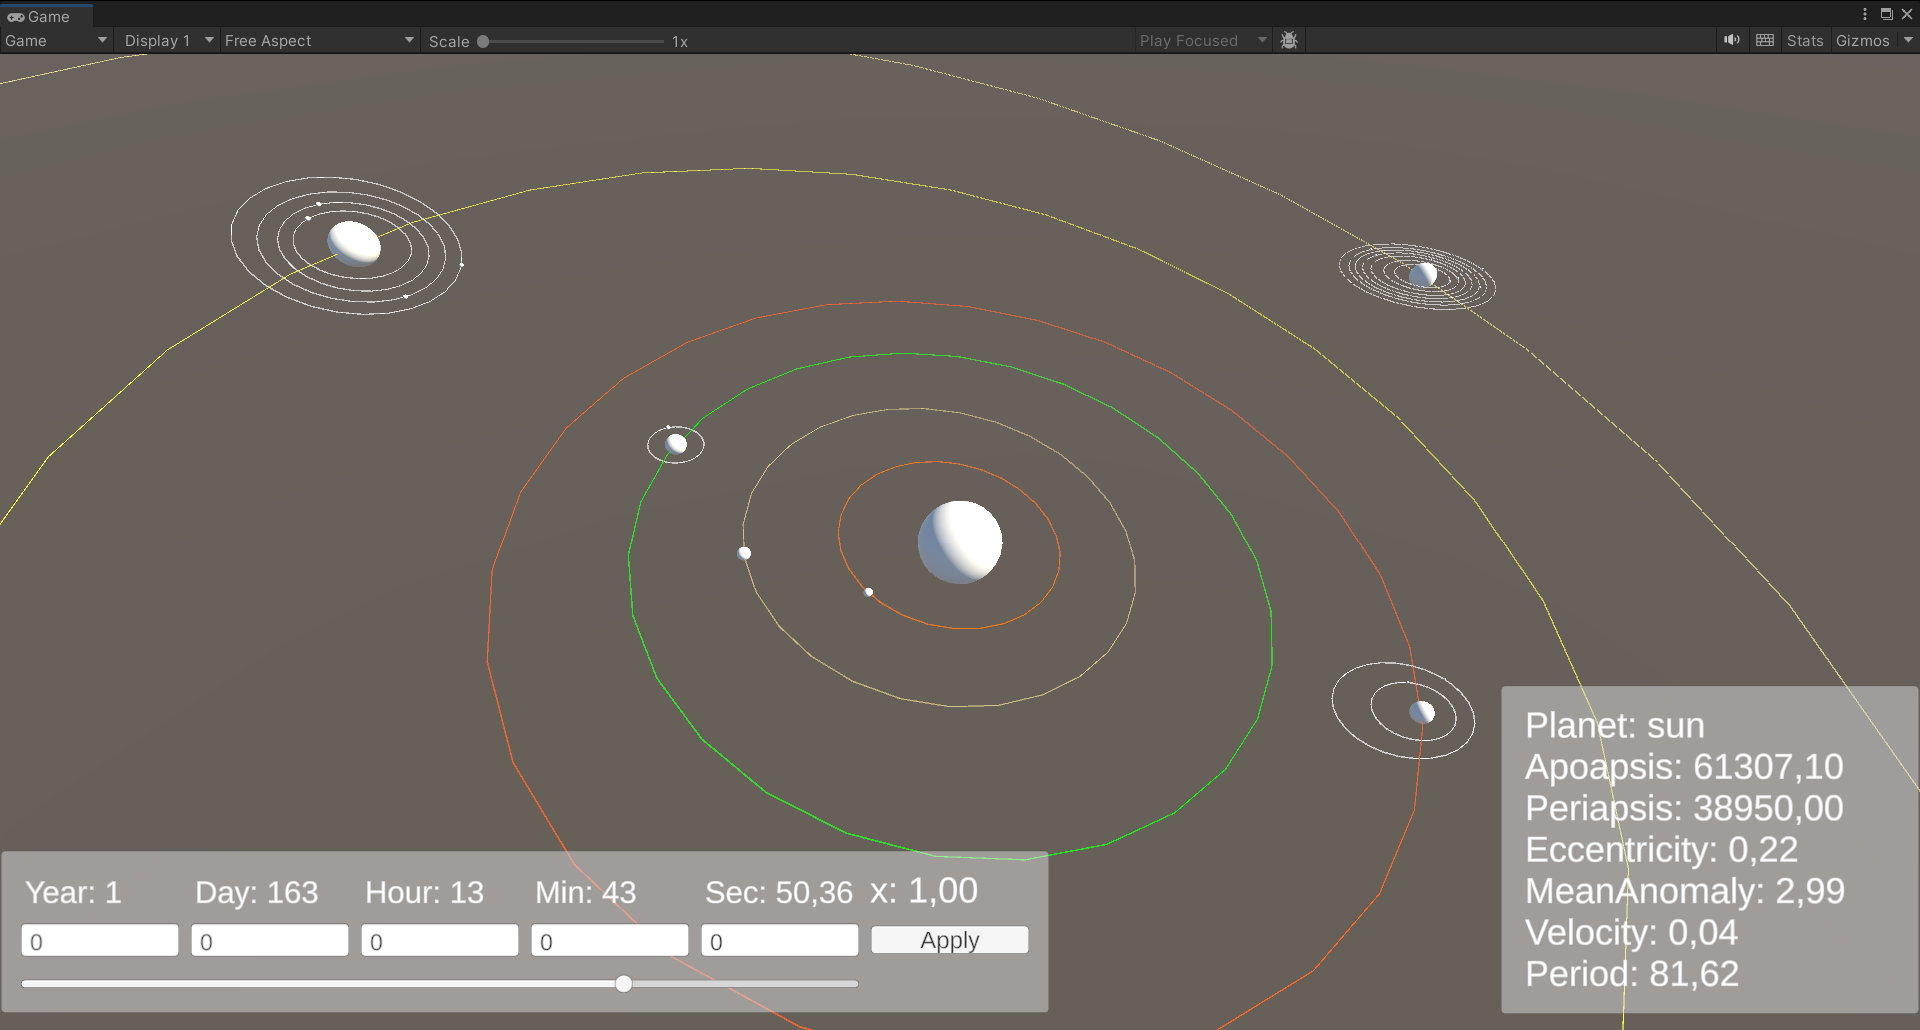 Game
Game Display 1 Free Aspect Scale 1x Play Focused Stats Gizmos
Planet: sun
Apoapsis: 61307,10
Periapsis: 38950,00
Eccentricity: 0,22
MeanAnomaly: 2,99
Velocity: 0,04
Period: 81,62
Year: 1 Day: 163 Hour: 13 Min: 43 Sec: 50,36 x: 1,00
0 0 0 0 0 Apply